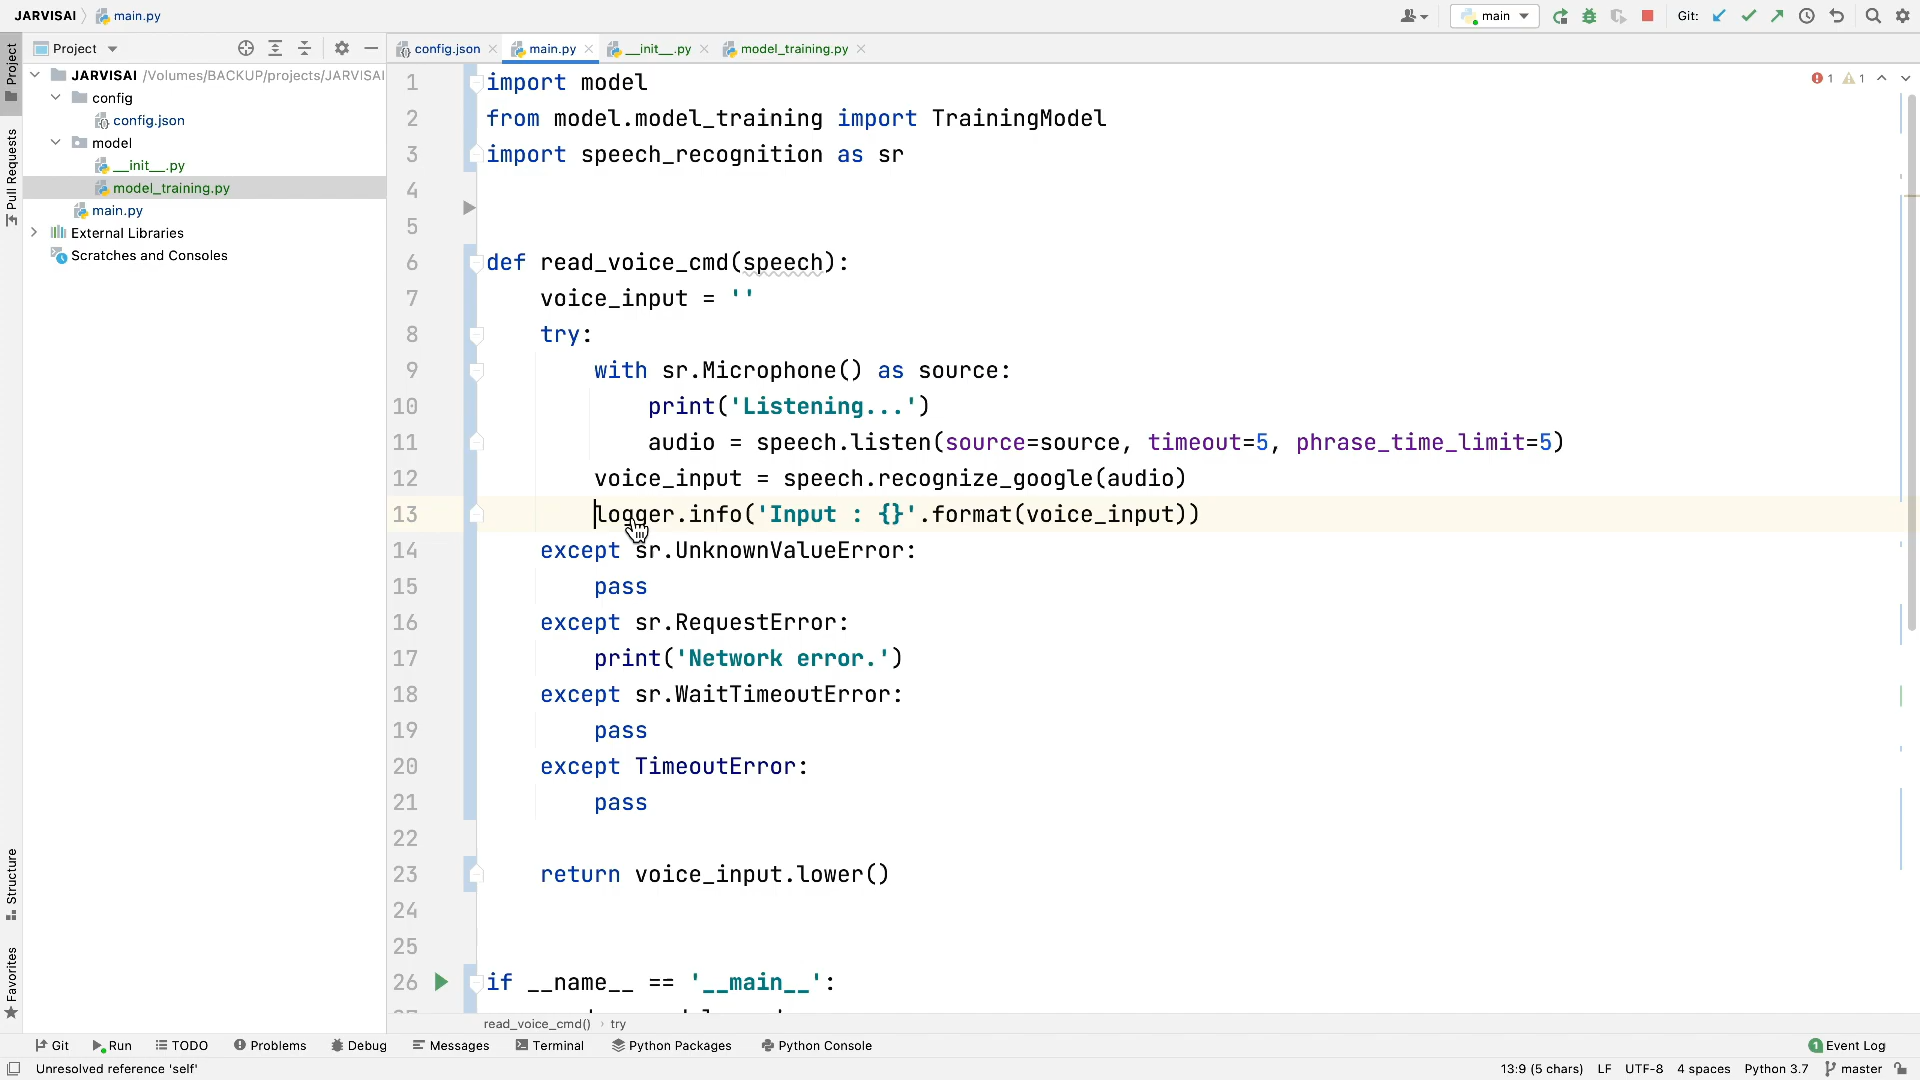 JARVISAI main.py
main
Git:
Project
config.json
main.py
__init__.py
model_training.py
Project
Pull Requests
Structure
Favorites
JARVISAI /Volumes/BACKUP/projects/JARVISAI
config
config.json
model
__init__.py
model_training.py
main.py
External Libraries
Scratches and Consoles
1 1
1 import model
2 from model.model_training import TrainingModel
3 import speech_recognition as sr
4
5
6 def read_voice_cmd(speech):
7 voice_input = ''
8 try:
9 with sr.Microphone() as source:
10 print('Listening...')
11 audio = speech.listen(source=source, timeout=5, phrase_time_limit=5)
12 voice_input = speech.recognize_google(audio)
13 logger.info('Input : {}'.format(voice_input))
14 except sr.UnknownValueError:
15 pass
16 except sr.RequestError:
17 print('Network error.')
18 except sr.WaitTimeoutError:
19 pass
20 except TimeoutError:
21 pass
22
23 return voice_input.lower()
24
25
26 if __name__ == '__main__':
read_voice_cmd() try
Git Run TODO Problems Debug Messages Terminal Python Packages Python Console 1 Event Log
Unresolved reference 'self' 13:9 (5 chars) LF UTF-8 4 spaces Python 3.7 master